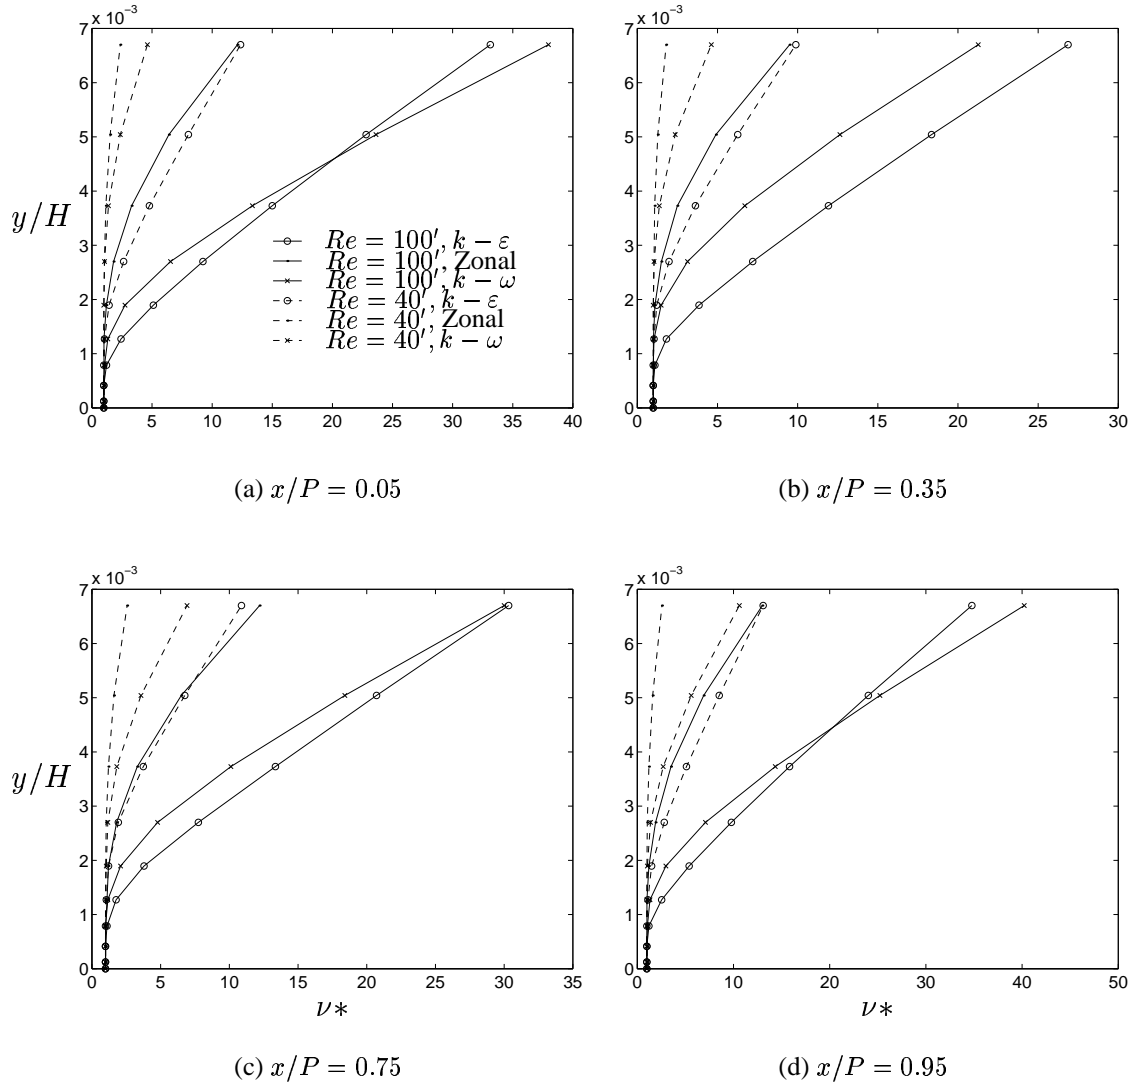 x 10⁻³
x 10⁻³
7
6
5
4
3
2
1
0
y/H
0 5 10 15 20 25 30 35 40
Re = 100′, k − ε
Re = 100′, Zonal
Re = 100′, k − ω
Re = 40′, k − ε
Re = 40′, Zonal
Re = 40′, k − ω
(a) x/P = 0.05
7
6
5
4
3
2
1
0
0 5 10 15 20 25 30
(b) x/P = 0.35
x 10⁻³
7
6
5
4
3
2
1
0
y/H
0 5 10 15 20 25 30 35
ν*
(c) x/P = 0.75
x 10⁻³
7
6
5
4
3
2
1
0
0 10 20 30 40 50
ν*
(d) x/P = 0.95